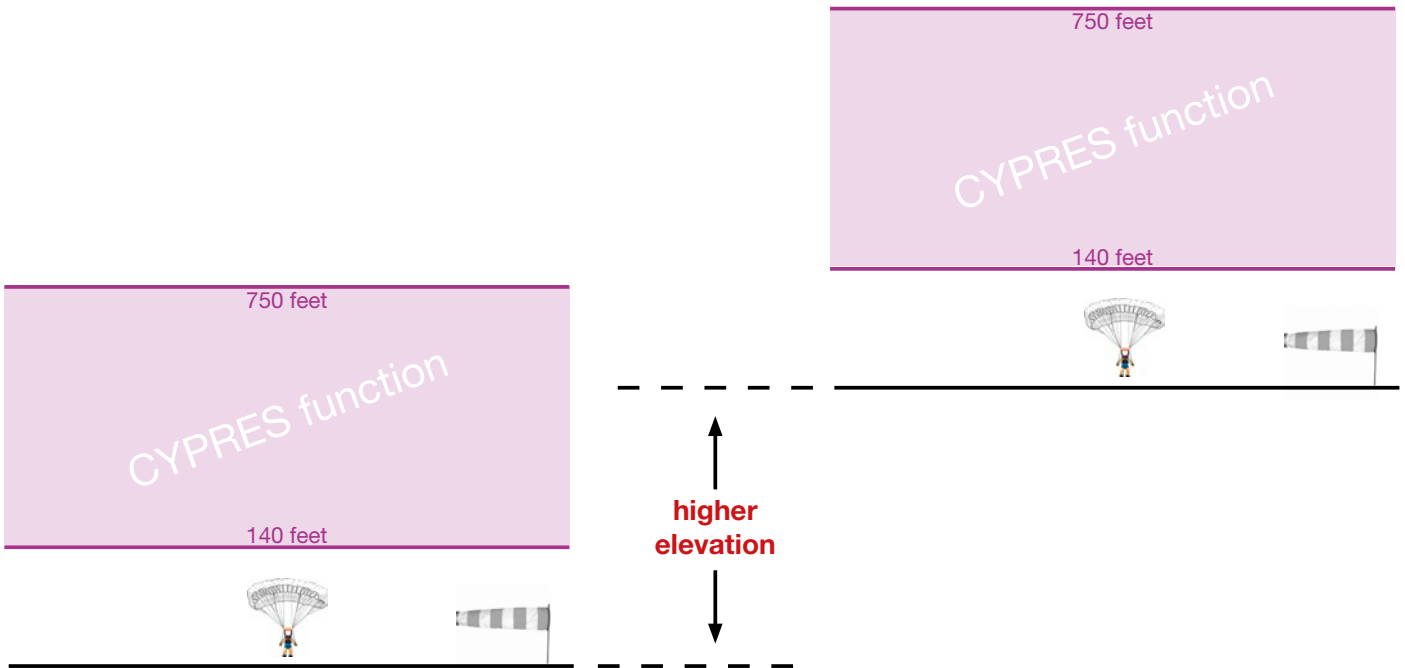 750 feet
CYPRES function
140 feet
higher
elevation
750 feet
CYPRES function
140 feet